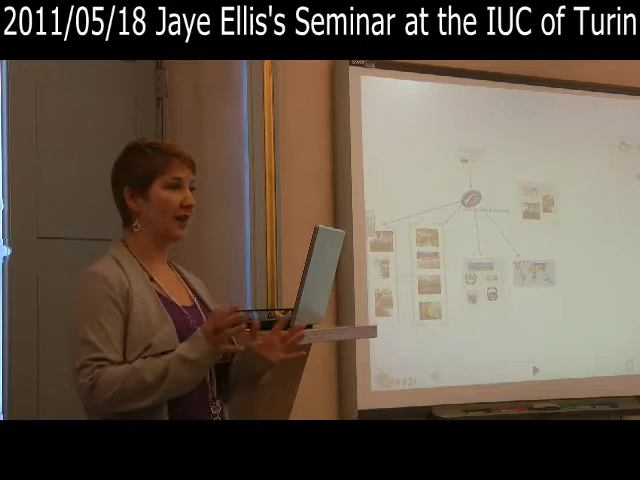 2011/05/18 Jaye Ellis's Seminar at the IUC of Turin